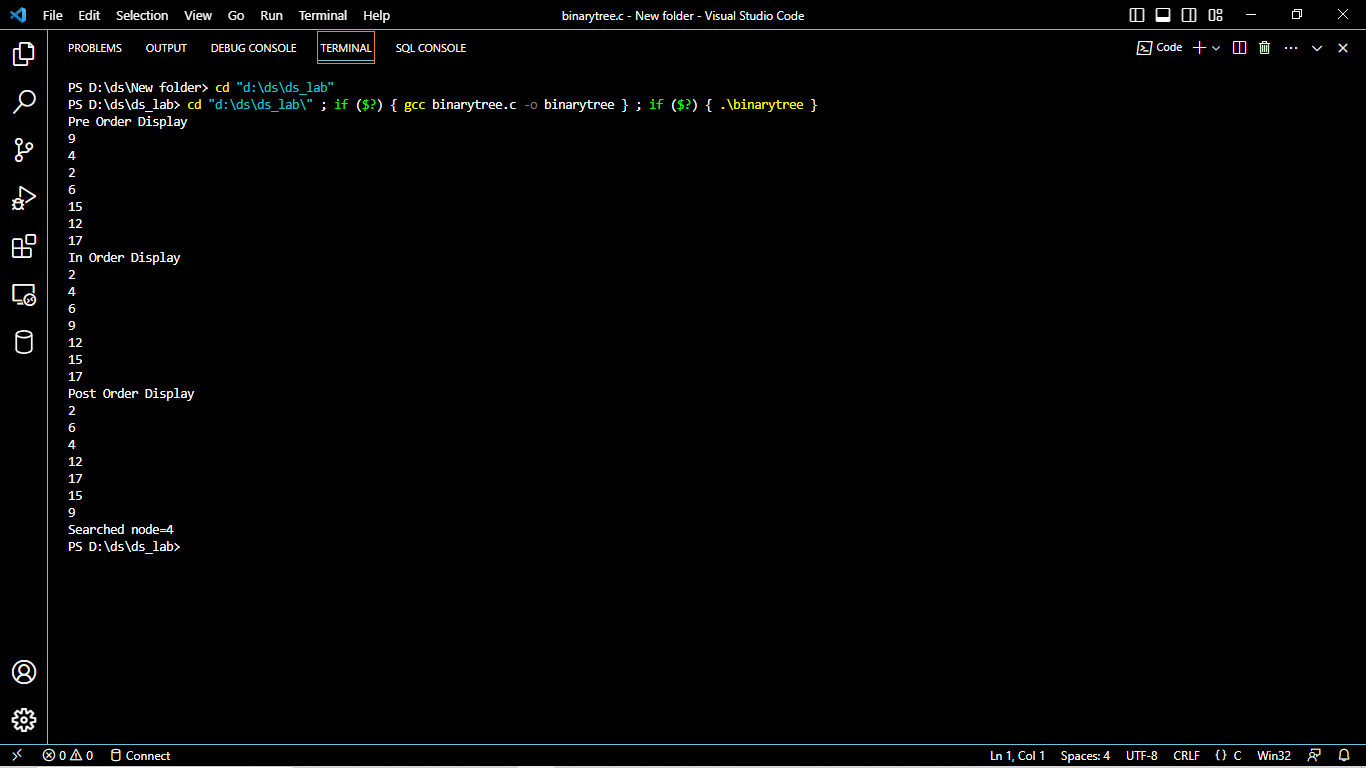 File Edit Selection View Go Run Terminal Help binarytree.c - New folder - Visual Studio Code
PROBLEMS OUTPUT DEBUG CONSOLE TERMINAL SQL CONSOLE Code
PS D:\ds\New folder> cd "d:\ds\ds_lab"
PS D:\ds\ds_lab> cd "d:\ds\ds_lab\" ; if ($?) { gcc binarytree.c -o binarytree } ; if ($?) { .\binarytree }
Pre Order Display
9
4
2
6
15
12
17
In Order Display
2
4
6
9
12
15
17
Post Order Display
2
6
4
12
17
15
9
Searched node=4
PS D:\ds\ds_lab>
0 0 Connect Ln 1, Col 1 Spaces: 4 UTF-8 CRLF {} C Win32